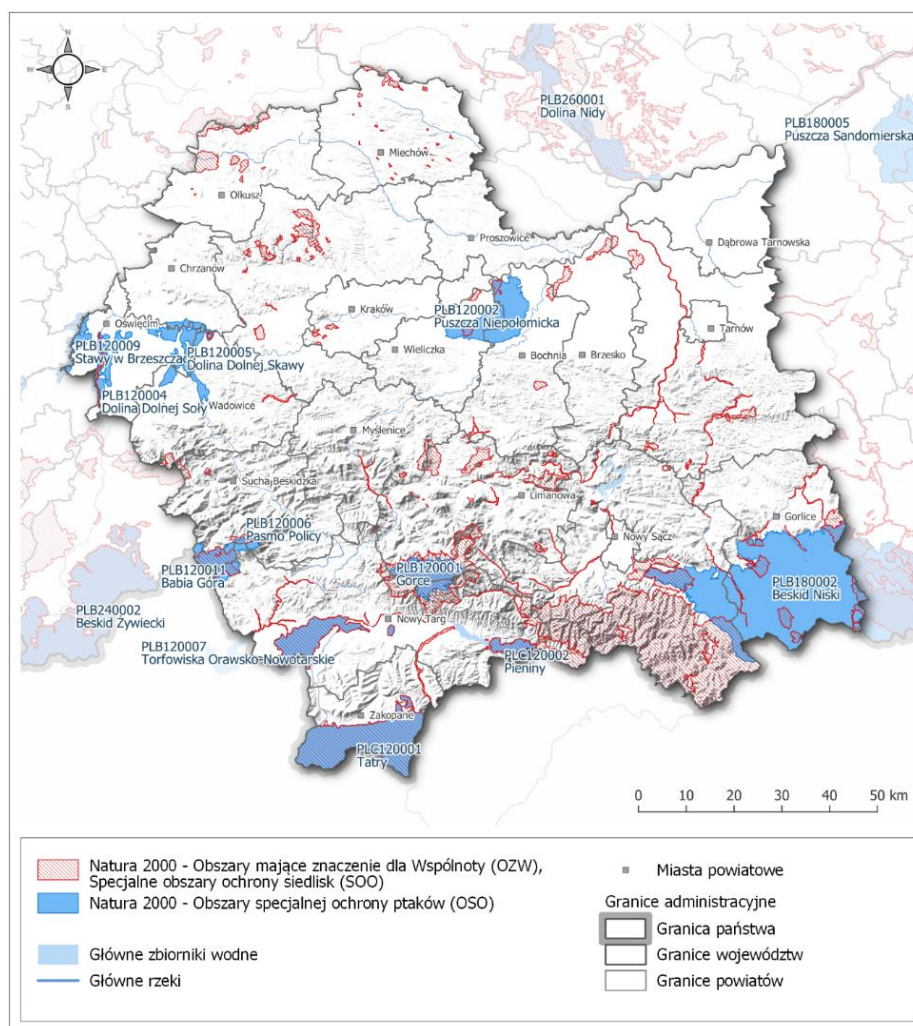 N
W E
S
PLB260001
Dolina Nidy
PLB180005
Puszcza Sandomierska
Miechów
Olkusz
Proszowice
Dąbrowa Tarnowska
Chrzanów
Kraków
PLB120002
Puszcza Niepołomicka
Oświęcim
Tarnów
PLB120009
Stawy w Brzeszczac
PLB120005
Dolina Dolnej Skawy
Wieliczka
Bochnia
Brzesko
PLB120004
Dolina Dolnej Soły
Wadowice
Myślenice
Sucha Beskidzka
Limanowa
Gorlice
PLB120006
Pasmo Policy
Nowy Sącz
PLB120011
Babia Góra
PLB120001
Gorce
PLB180002
Beskid Niski
PLB240002
Beskid Żywiecki
Nowy Targ
PLB120007
Torfowiska Orawsko-Nowotarskie
PLC120002
Pieniny
Zakopane
PLC120001
Tatry
0 10 20 30 40 50 km
Natura 2000 - Obszary mające znaczenie dla Wspólnoty (OZW),
Specjalne obszary ochrony siedlisk (SOO)
Natura 2000 - Obszary specjalnej ochrony ptaków (OSO)
Główne zbiorniki wodne
Główne rzeki
Miasta powiatowe
Granice administracyjne
Granica państwa
Granice województw
Granice powiatów